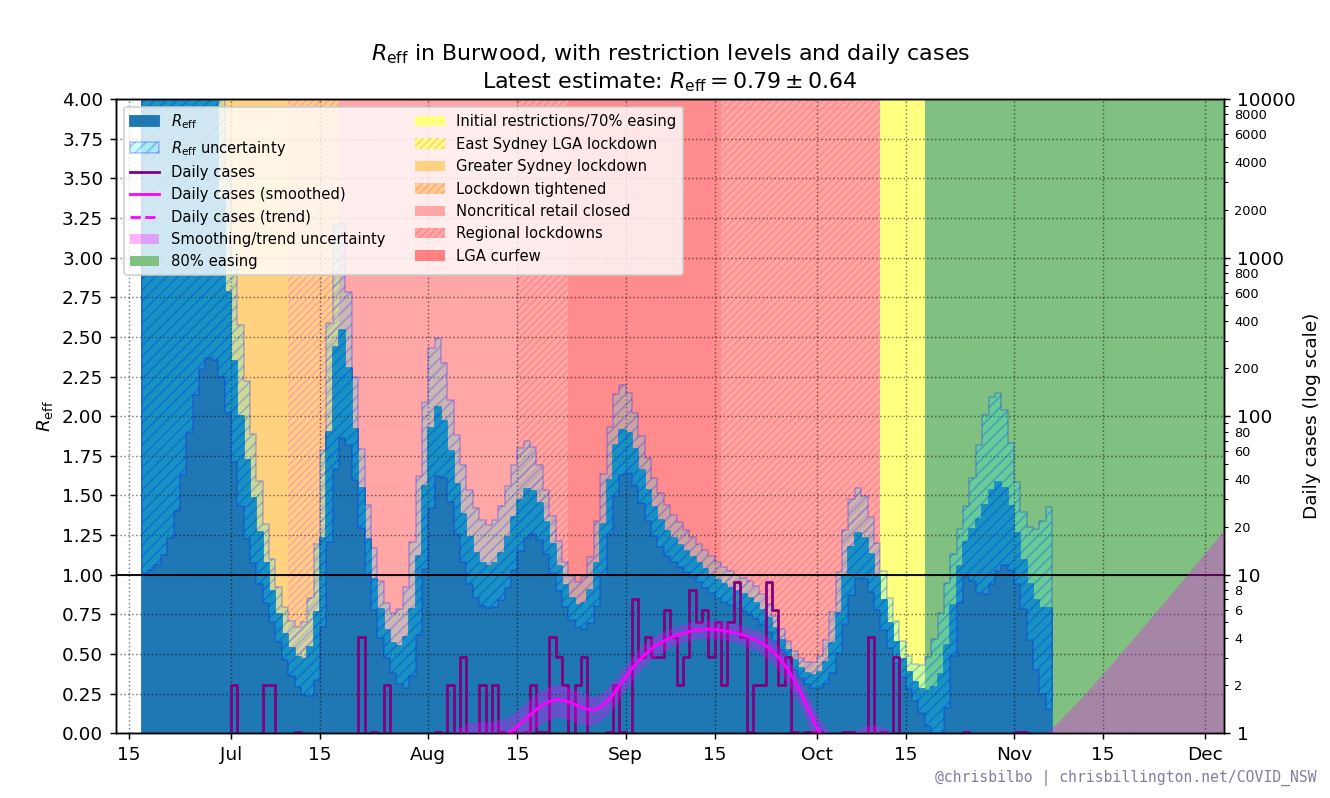 Reff in Burwood, with restriction levels and daily cases
Latest estimate: Reff = 0.79 ± 0.64
Reff
Reff uncertainty
Daily cases
Daily cases (smoothed)
Daily cases (trend)
Smoothing/trend uncertainty
80% easing
Initial restrictions/70% easing
East Sydney LGA lockdown
Greater Sydney lockdown
Lockdown tightened
Noncritical retail closed
Regional lockdowns
LGA curfew
Reff
4.00
3.75
3.50
3.25
3.00
2.75
2.50
2.25
2.00
1.75
1.50
1.25
1.00
0.75
0.50
0.25
0.00
10000
8000
6000
4000
2000
1000
800
600
400
200
100
80
60
40
20
10
8
6
4
2
1
Daily cases (log scale)
15 Jul 15 Aug 15 Sep 15 Oct 15 Nov 15 Dec
@chrisbilbo | chrisbillington.net/COVID_NSW